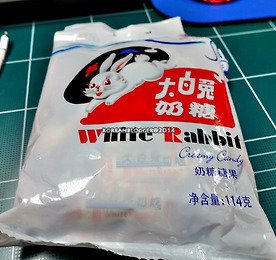 大白兎
奶糖
White Rabbit
KOREANBLOGGER@2014
Creamy Candy
奶糖糖果
净含量:114克